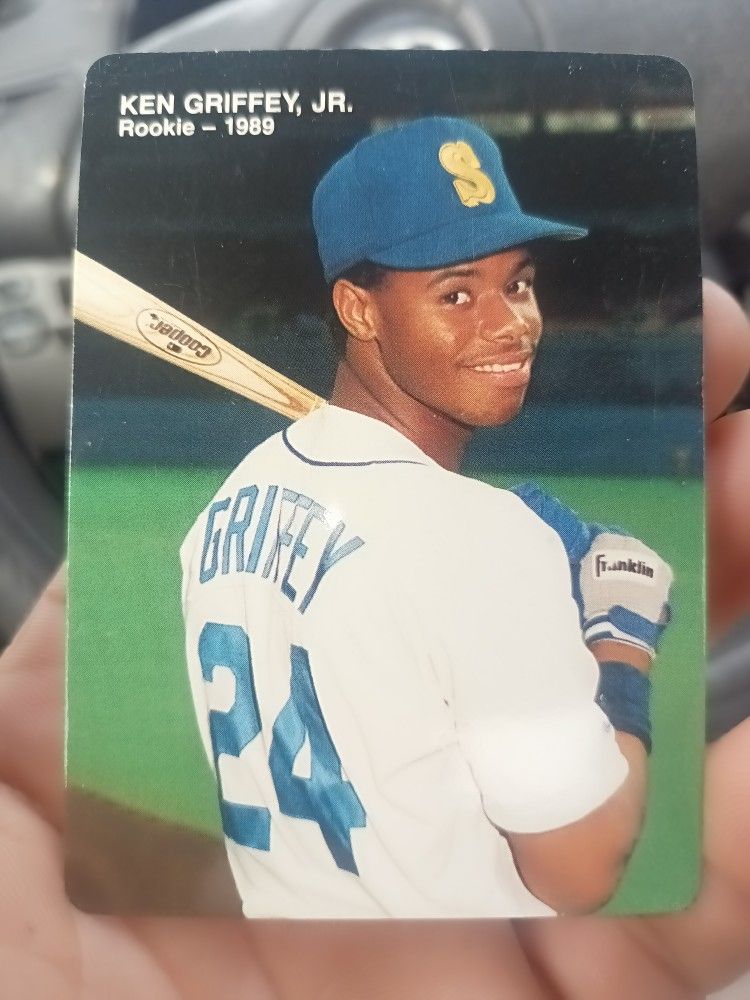 KEN GRIFFEY, JR.
Rookie – 1989
S
Cooper
GRIFFEY
Franklin
24